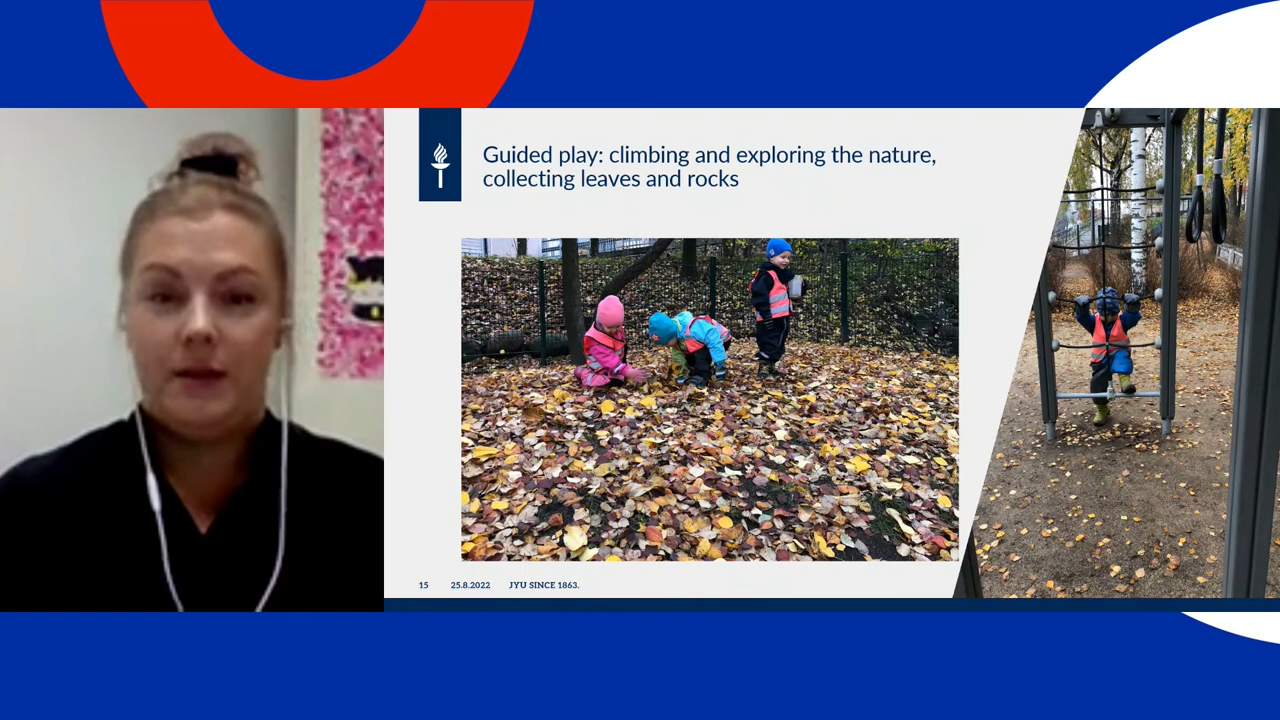 Guided play: climbing and exploring the nature,
collecting leaves and rocks
15 25.8.2022 JYU SINCE 1863.